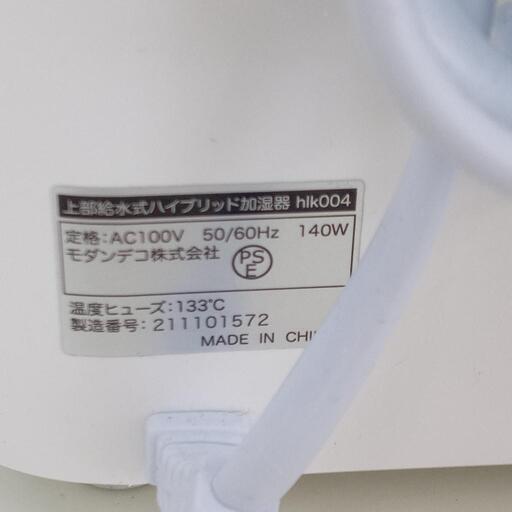 上部給水式ハイブリッド加湿器 hlk004
定格:AC100V 50/60Hz 140W
モダンデコ株式会社
PS
E
温度ヒューズ:133℃
製造番号:211101572
MADE IN